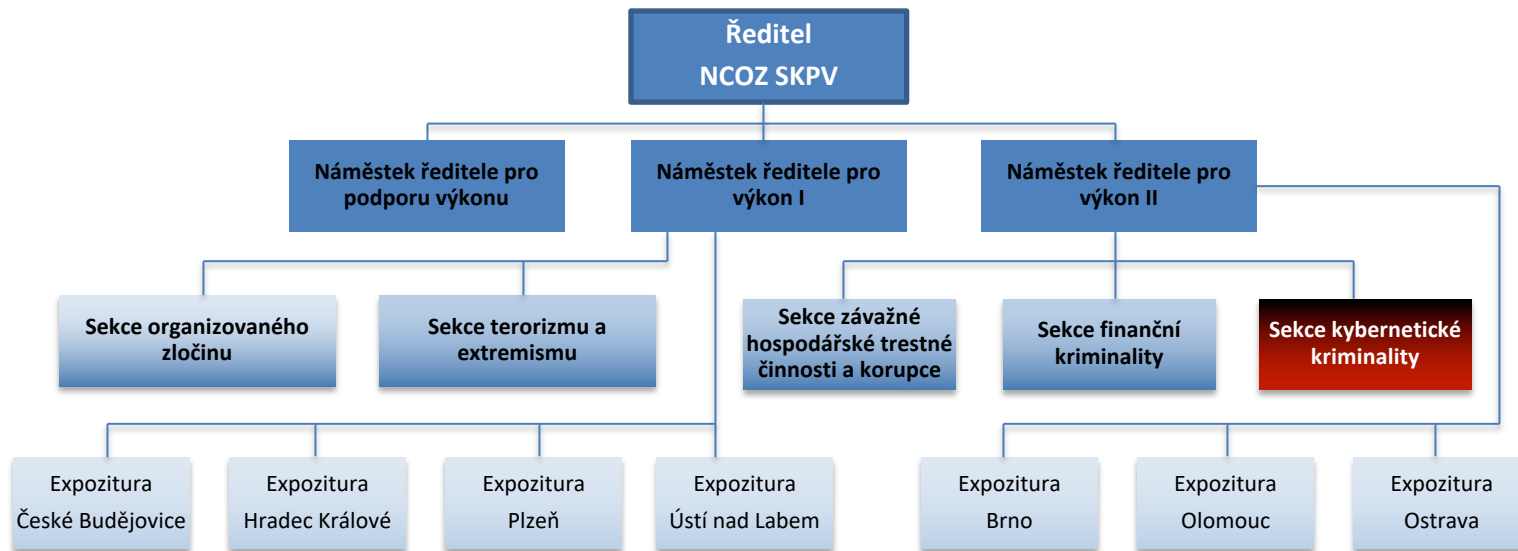 Ředitel
NCOZ SKPV
Náměstek ředitele pro
podporu výkonu
Náměstek ředitele pro
výkon I
Náměstek ředitele pro
výkon II
Sekce organizovaného
zločinu
Sekce terorizmu a
extremismu
Sekce závažné
hospodářské trestné
činnosti a korupce
Sekce finanční
kriminality
Sekce kybernetické
kriminality
Expozitura
České Budějovice
Expozitura
Hradec Králové
Expozitura
Plzeň
Expozitura
Ústí nad Labem
Expozitura
Brno
Expozitura
Olomouc
Expozitura
Ostrava